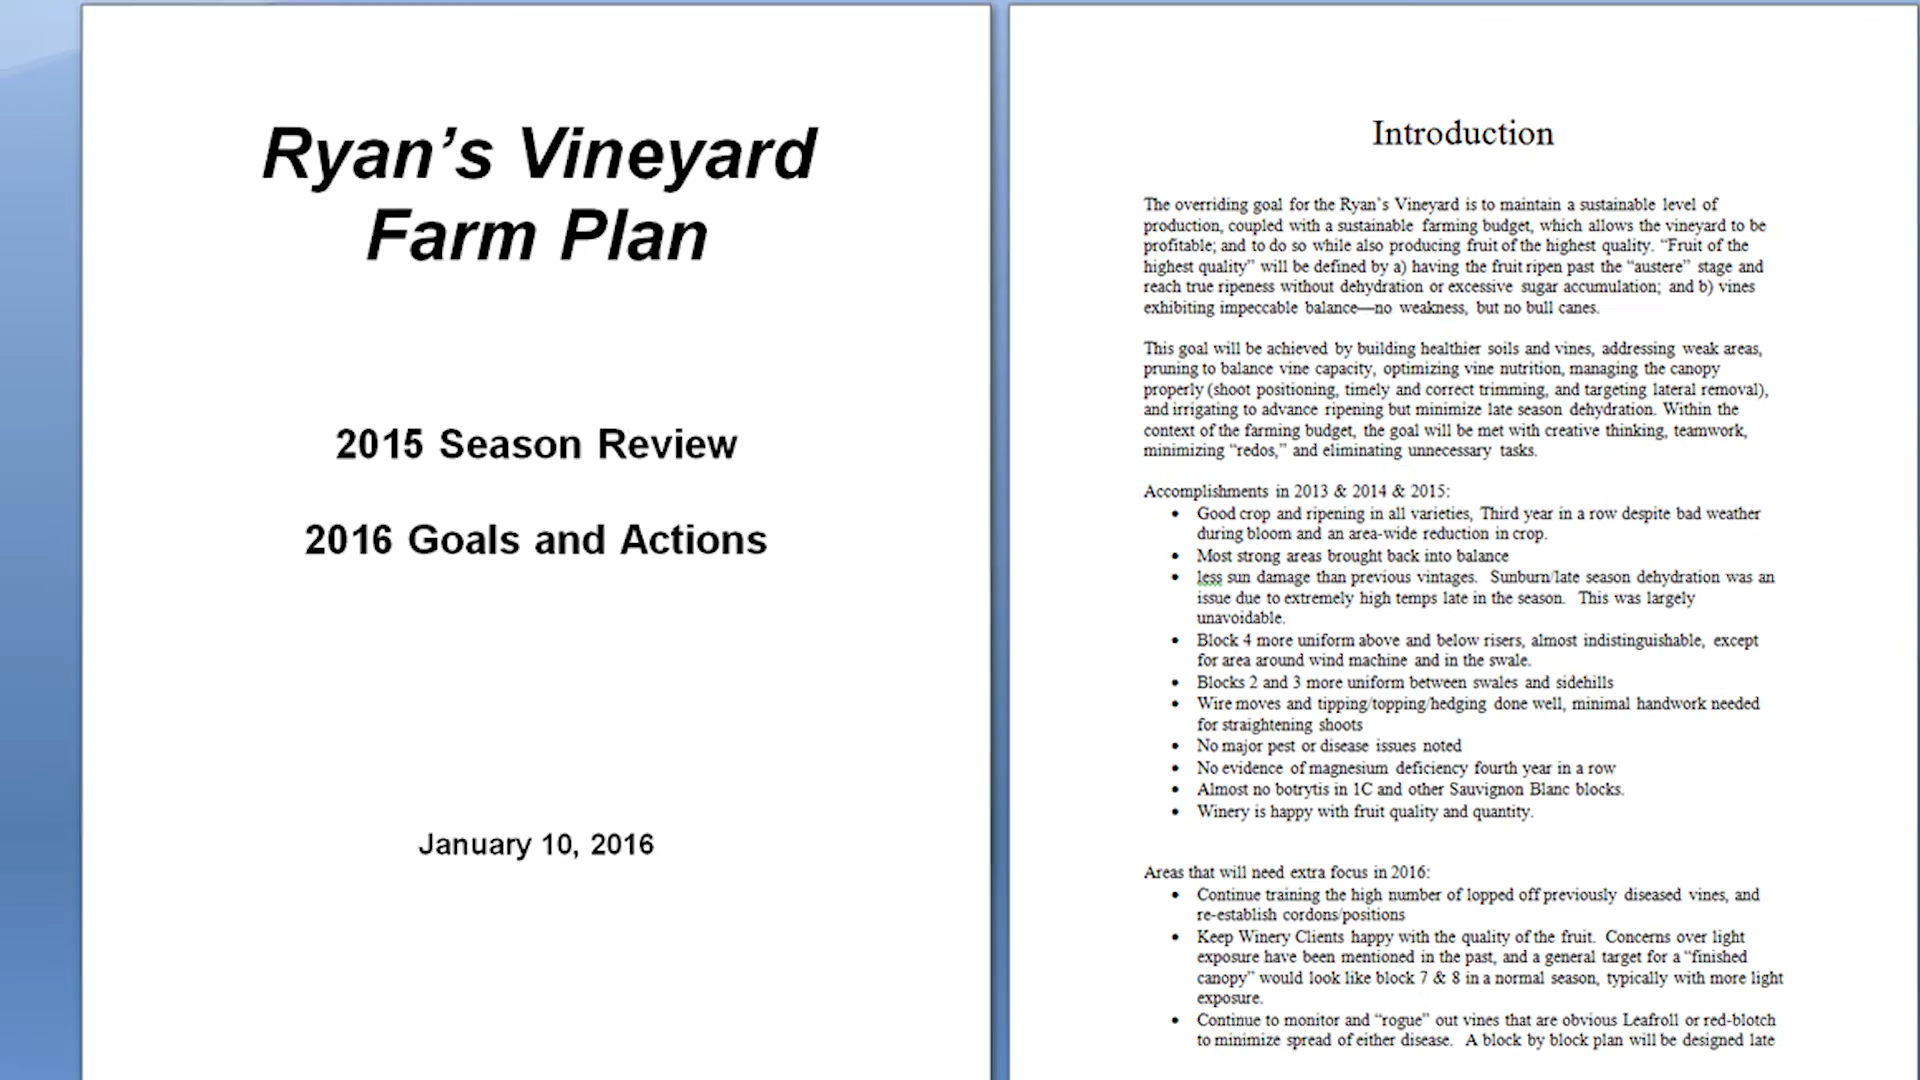 Ryan's Vineyard
Farm Plan
2015 Season Review
2016 Goals and Actions
January 10, 2016
Introduction
The overriding goal for the Ryan's Vineyard is to maintain a sustainable level of
production, coupled with a sustainable farming budget, which allows the vineyard to be
profitable; and to do so while also producing fruit of the highest quality. “Fruit of the
highest quality” will be defined by a) having the fruit ripen past the “austere” stage and
reach true ripeness without dehydration or excessive sugar accumulation; and b) vines
exhibiting impeccable balance—no weakness, but no bull canes.
This goal will be achieved by building healthier soils and vines, addressing weak areas,
pruning to balance vine capacity, optimizing vine nutrition, managing the canopy
properly (shoot positioning, timely and correct trimming, and targeting lateral removal),
and irrigating to advance ripening but minimize late season dehydration. Within the
context of the farming budget, the goal will be met with creative thinking, teamwork,
minimizing “redos,” and eliminating unnecessary tasks.
Accomplishments in 2013 & 2014 & 2015:
• Good crop and ripening in all varieties, Third year in a row despite bad weather
during bloom and an area-wide reduction in crop.
• Most strong areas brought back into balance
• less sun damage than previous vintages. Sunburn/late season dehydration was an
issue due to extremely high temps late in the season. This was largely
unavoidable.
• Block 4 more uniform above and below risers, almost indistinguishable, except
for area around wind machine and in the swale.
• Blocks 2 and 3 more uniform between swales and sidehills
• Wire moves and tipping/topping/hedging done well, minimal handwork needed
for straightening shoots
• No major pest or disease issues noted
• No evidence of magnesium deficiency fourth year in a row
• Almost no botrytis in 1C and other Sauvignon Blanc blocks.
• Winery is happy with fruit quality and quantity.
Areas that will need extra focus in 2016:
• Continue training the high number of lopped off previously diseased vines, and
re-establish cordons/positions
• Keep Winery Clients happy with the quality of the fruit. Concerns over light
exposure have been mentioned in the past, and a general target for a “finished
canopy” would look like block 7 & 8 in a normal season, typically with more light
exposure.
• Continue to monitor and “rogue” out vines that are obvious Leafroll or red-blotch
to minimize spread of either disease. A block by block plan will be designed late